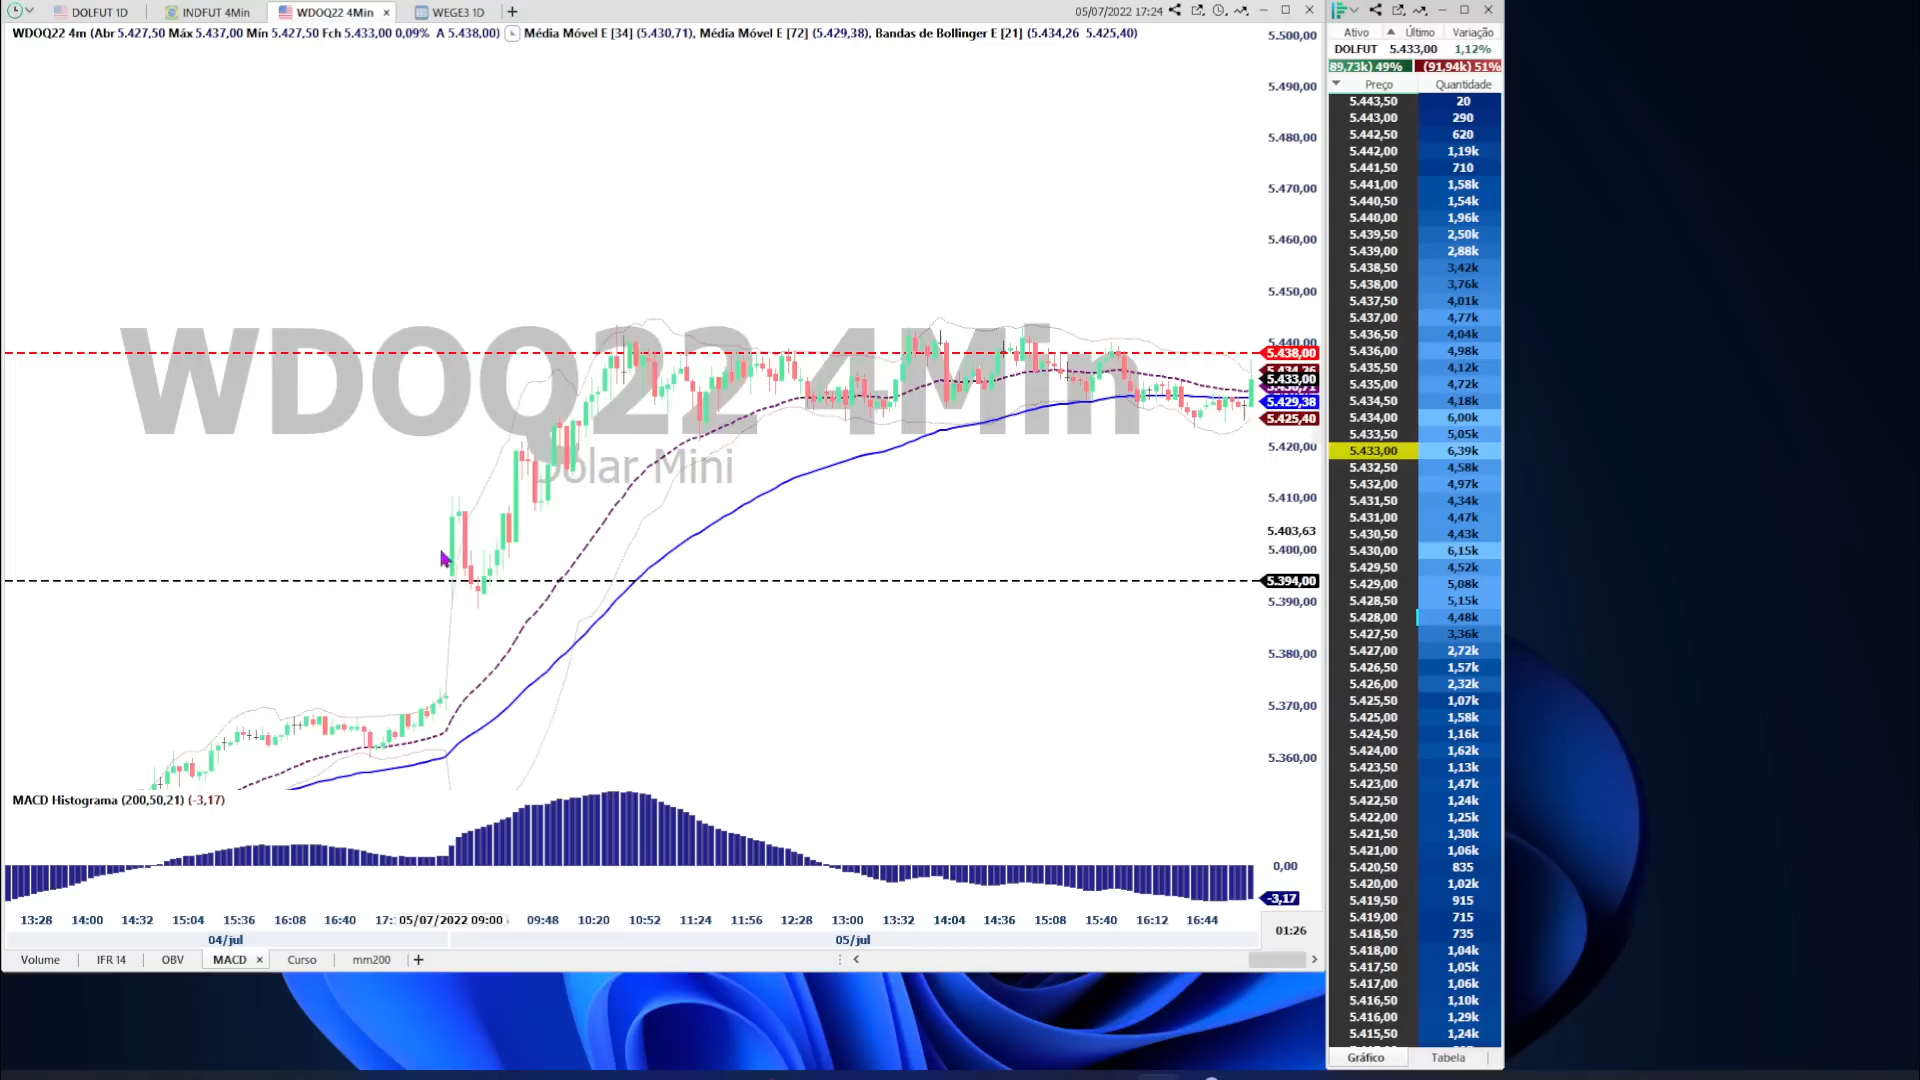 DOLFUT 1D INDFUT 4Min WDOQ22 4Min × WEGE3 1D + 05/07/2022 17:24
WDOQ22 4m (Abr 5.427,50 Máx 5.437,00 Mín 5.427,50 Fch 5.433,00 0,09% A 5.438,00) Média Móvel E [34] (5.430,71), Média Móvel E [72] (5.429,38), Bandas de Bollinger E [21] (5.434,26 5.425,40)
WDOQ22 4Min
Dolar Mini
5.500,00
5.490,00
5.480,00
5.470,00
5.460,00
5.450,00
5.440,00
5.438,00
5.434,26
5.433,00
5.429,38
5.425,40
5.420,00
5.410,00
5.403,63
5.400,00
5.394,00
5.390,00
5.380,00
5.370,00
5.360,00
MACD Histograma (200,50,21) (-3,17)
0,00
-3,17
13:28 14:00 14:32 15:04 15:36 16:08 16:40 05/07/2022 09:00 09:48 10:20 10:52 11:24 11:56 12:28 13:00 13:32 14:04 14:36 15:08 15:40 16:12 16:44
01:26
04/jul 05/jul
Volume IFR 14 OBV MACD × Curso mm200 +
Ativo Último Variação
DOLFUT 5.433,00 1,12%
89,73k) 49% (91,94k) 51%
Preço Quantidade
5.443,50 20
5.443,00 290
5.442,50 620
5.442,00 1,19k
5.441,50 710
5.441,00 1,58k
5.440,50 1,54k
5.440,00 1,96k
5.439,50 2,50k
5.439,00 2,88k
5.438,50 3,42k
5.438,00 3,76k
5.437,50 4,01k
5.437,00 4,77k
5.436,50 4,04k
5.436,00 4,98k
5.435,50 4,12k
5.435,00 4,72k
5.434,50 4,18k
5.434,00 6,00k
5.433,50 5,05k
5.433,00 6,39k
5.432,50 4,58k
5.432,00 4,97k
5.431,50 4,34k
5.431,00 4,47k
5.430,50 4,43k
5.430,00 6,15k
5.429,50 4,52k
5.429,00 5,08k
5.428,50 5,15k
5.428,00 4,48k
5.427,50 3,36k
5.427,00 2,72k
5.426,50 1,57k
5.426,00 2,32k
5.425,50 1,07k
5.425,00 1,58k
5.424,50 1,16k
5.424,00 1,62k
5.423,50 1,13k
5.423,00 1,47k
5.422,50 1,24k
5.422,00 1,25k
5.421,50 1,30k
5.421,00 1,06k
5.420,50 835
5.420,00 1,02k
5.419,50 915
5.419,00 715
5.418,50 735
5.418,00 1,04k
5.417,50 1,05k
5.417,00 1,06k
5.416,50 1,10k
5.416,00 1,29k
5.415,50 1,24k
Gráfico Tabela